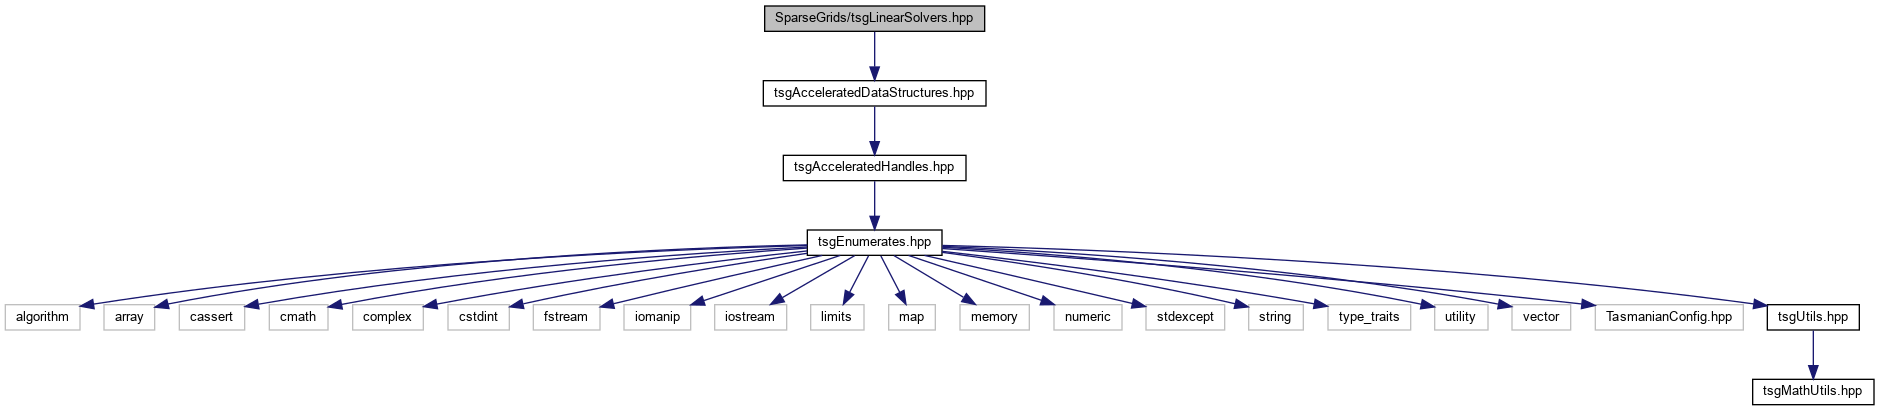 SparseGrids/tsgLinearSolvers.hpp
tsgAcceleratedDataStructures.hpp
tsgAcceleratedHandles.hpp
tsgEnumerates.hpp
algorithm
array
cassert
cmath
complex
cstdint
fstream
iomanip
iostream
limits
map
memory
numeric
stdexcept
string
type_traits
utility
vector
TasmanianConfig.hpp
tsgUtils.hpp
tsgMathUtils.hpp